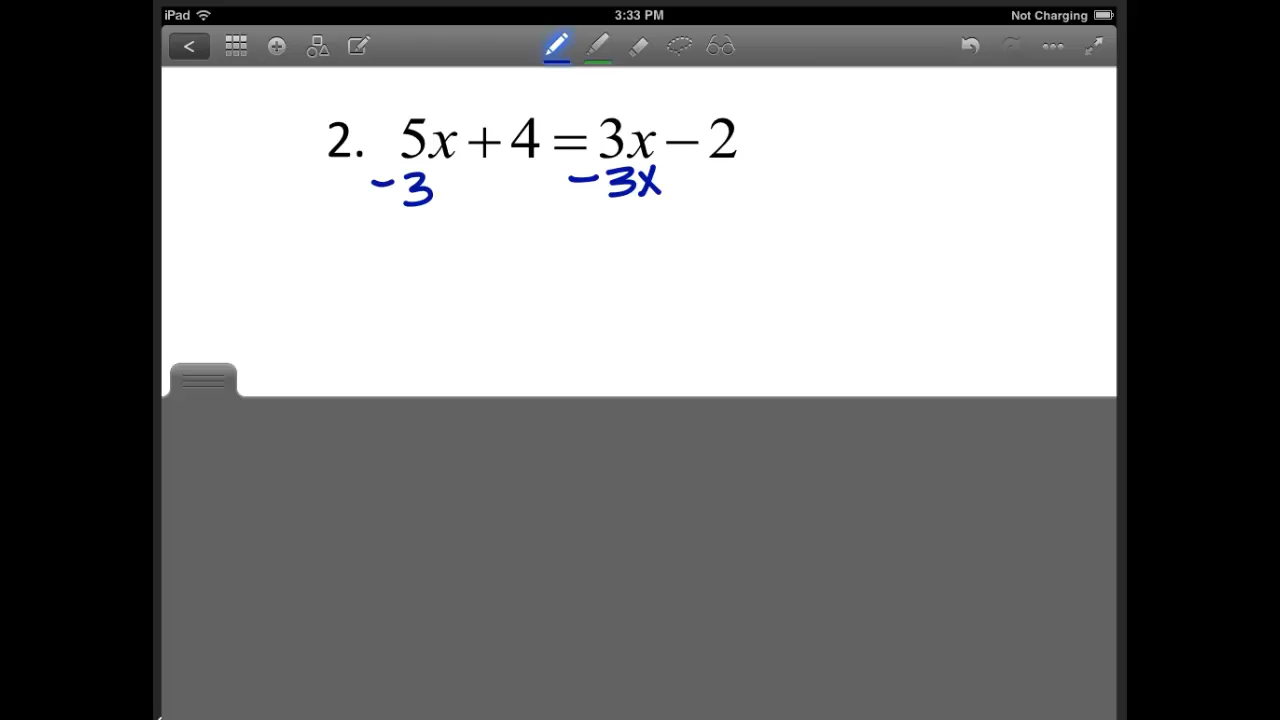 iPad 3:33 PM Not Charging
<
2. 5x + 4 = 3x − 2
−3 −3x